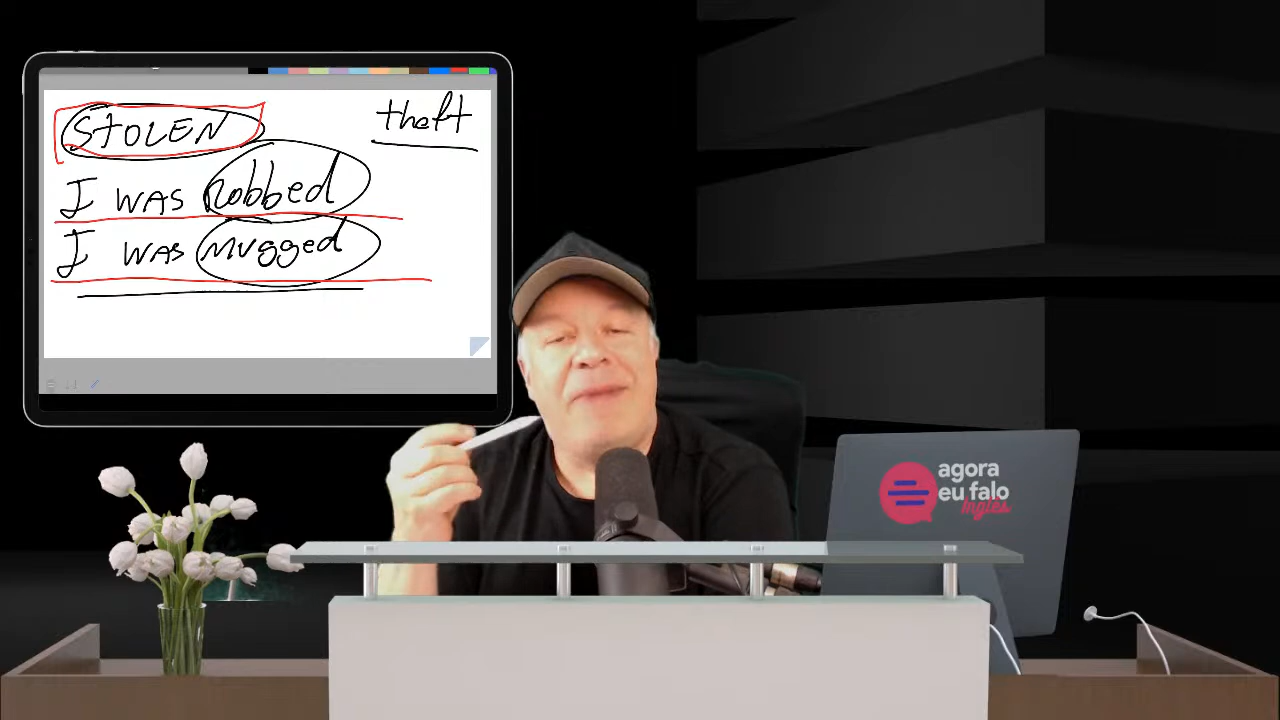 STOLEN
theft
I WAS Robbed
I WAS Mugged
agora
eu falo
Inglês